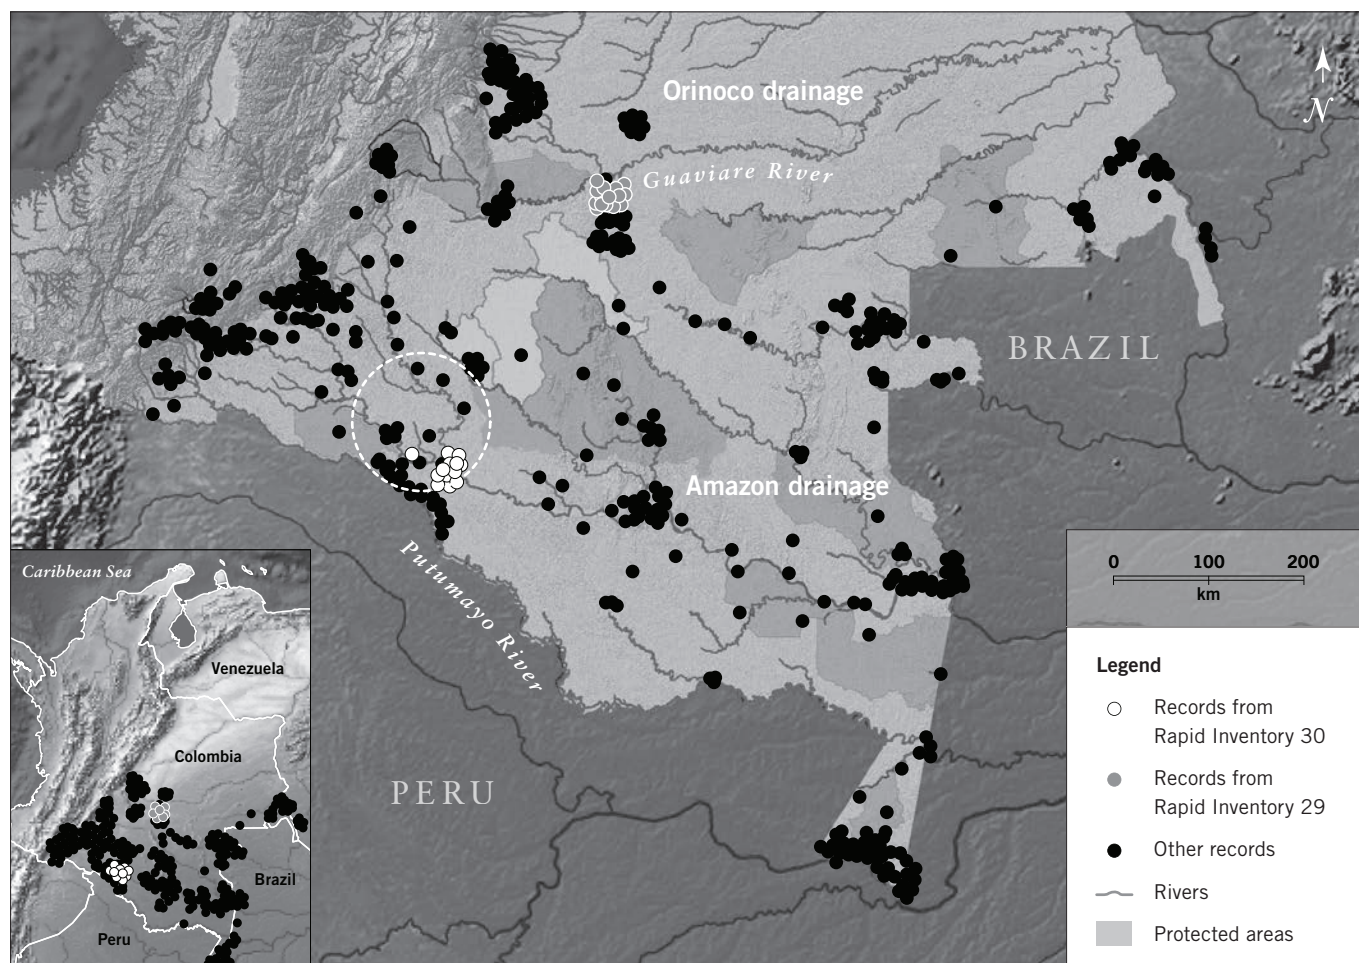 Orinoco drainage
N
Guaviare River
BRAZIL
Amazon drainage
0 100 200
km
Putumayo River
PERU
Caribbean Sea
Venezuela
Colombia
Brazil
Peru
Legend
Records from
Rapid Inventory 30
Records from
Rapid Inventory 29
Other records
Rivers
Protected areas